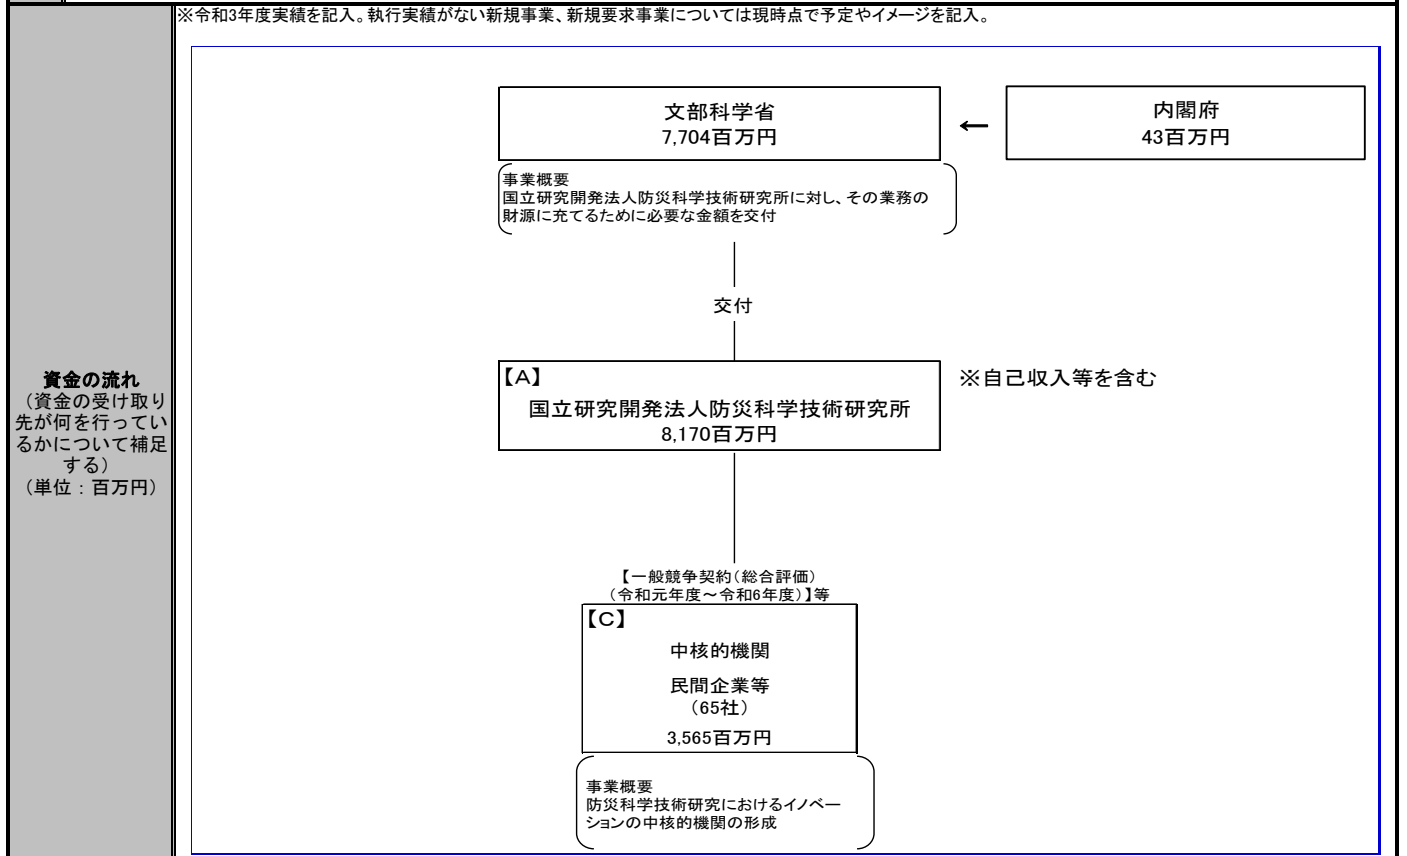 ※令和3年度実績を記入。執行実績がない新規事業、新規要求事業については現時点で予定やイメージを記入。
資金の流れ
（資金の受け取り
先が何を行ってい
るかについて補足
する）
（単位：百万円）
文部科学省
7,704百万円
←
内閣府
43百万円
事業概要
国立研究開発法人防災科学技術研究所に対し、その業務の
財源に充てるために必要な金額を交付
交付
【A】
国立研究開発法人防災科学技術研究所
8,170百万円
※自己収入等を含む
【一般競争契約（総合評価）
（令和元年度～令和6年度）】等
【C】
中核的機関
民間企業等
（65社）
3,565百万円
事業概要
防災科学技術研究におけるイノベー
ションの中核的機関の形成